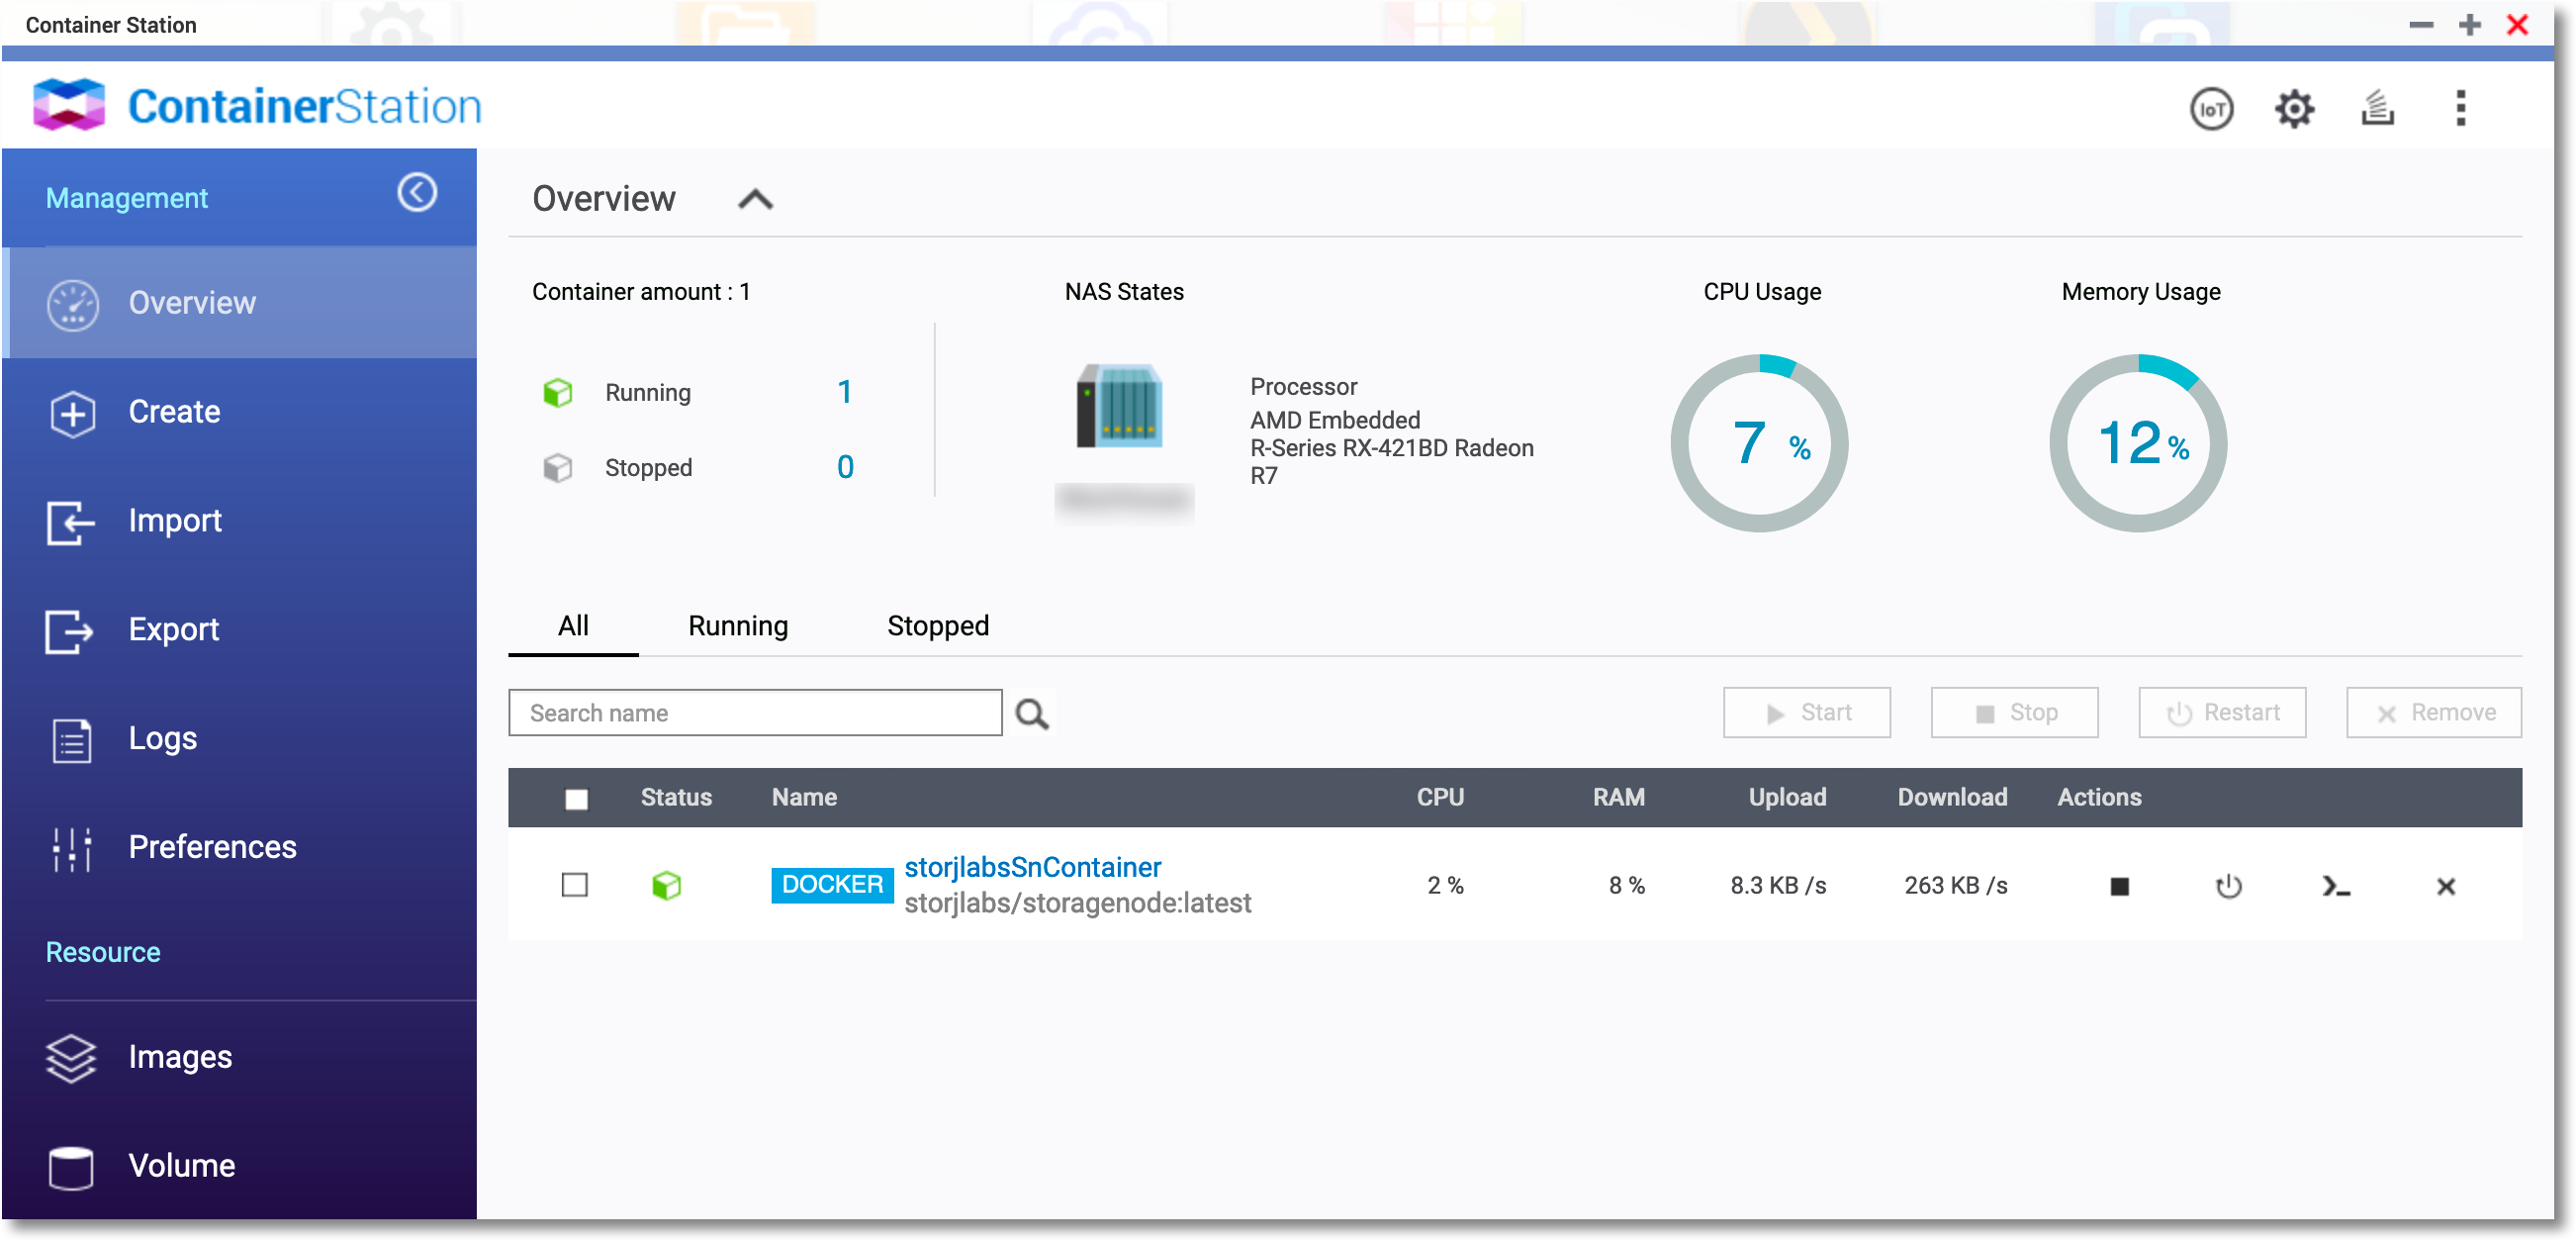 Container Station
ContainerStation
IoT
Management
Overview
Create
Import
Export
Logs
Preferences
Resource
Images
Volume
Overview
Container amount : 1
Running 1
Stopped 0
NAS States
Processor
AMD Embedded
R-Series RX-421BD Radeon
R7
CPU Usage
7 %
Memory Usage
12 %
All Running Stopped
Search name
Start Stop Restart Remove
Status Name CPU RAM Upload Download Actions
DOCKER storjlabsSnContainer
storjlabs/storagenode:latest
2 % 8 % 8.3 KB /s 263 KB /s